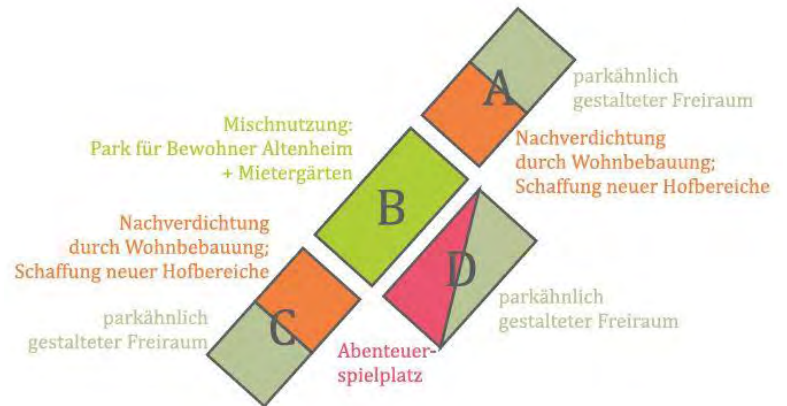 A
parkähnlich
gestalteter Freiraum
Mischnutzung:
Park für Bewohner Altenheim
+ Mietergärten
Nachverdichtung
durch Wohnbebauung;
Schaffung neuer Hofbereiche
B
Nachverdichtung
durch Wohnbebauung;
Schaffung neuer Hofbereiche
D
parkähnlich
gestalteter Freiraum
C
parkähnlich
gestalteter Freiraum
Abenteuer-
spielplatz